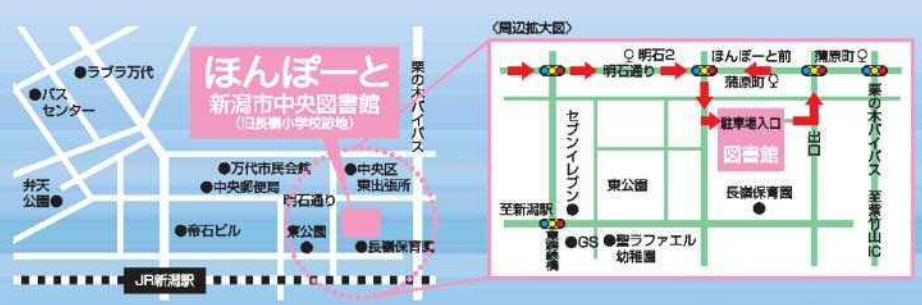 ラブラ万代
バス
センター
弁天
公園
ほんぽーと
新潟市中央図書館
(旧長嶺小学校跡地)
栗の木バイパス
万代市民会館
中央郵便局
中央区
東出張所
明石通り
帝石ビル
東公園
長嶺保育園
JR新潟駅
〈周辺拡大図〉
明石2
明石通り
ほんぽーと前
蒲原町
蒲原町
セブンイレブン
駐車場入口
図書館
出口
栗の木バイパス 至紫竹山IC
東公園
長嶺保育園
至新潟駅
GS
聖ラファエル
幼稚園